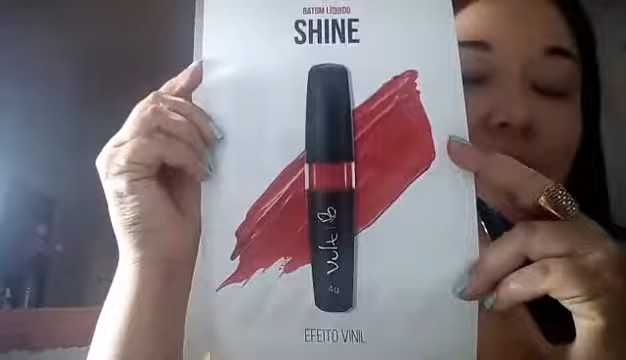 BATOM LÍQUIDO
SHINE
Vult
4g
EFEITO VINIL